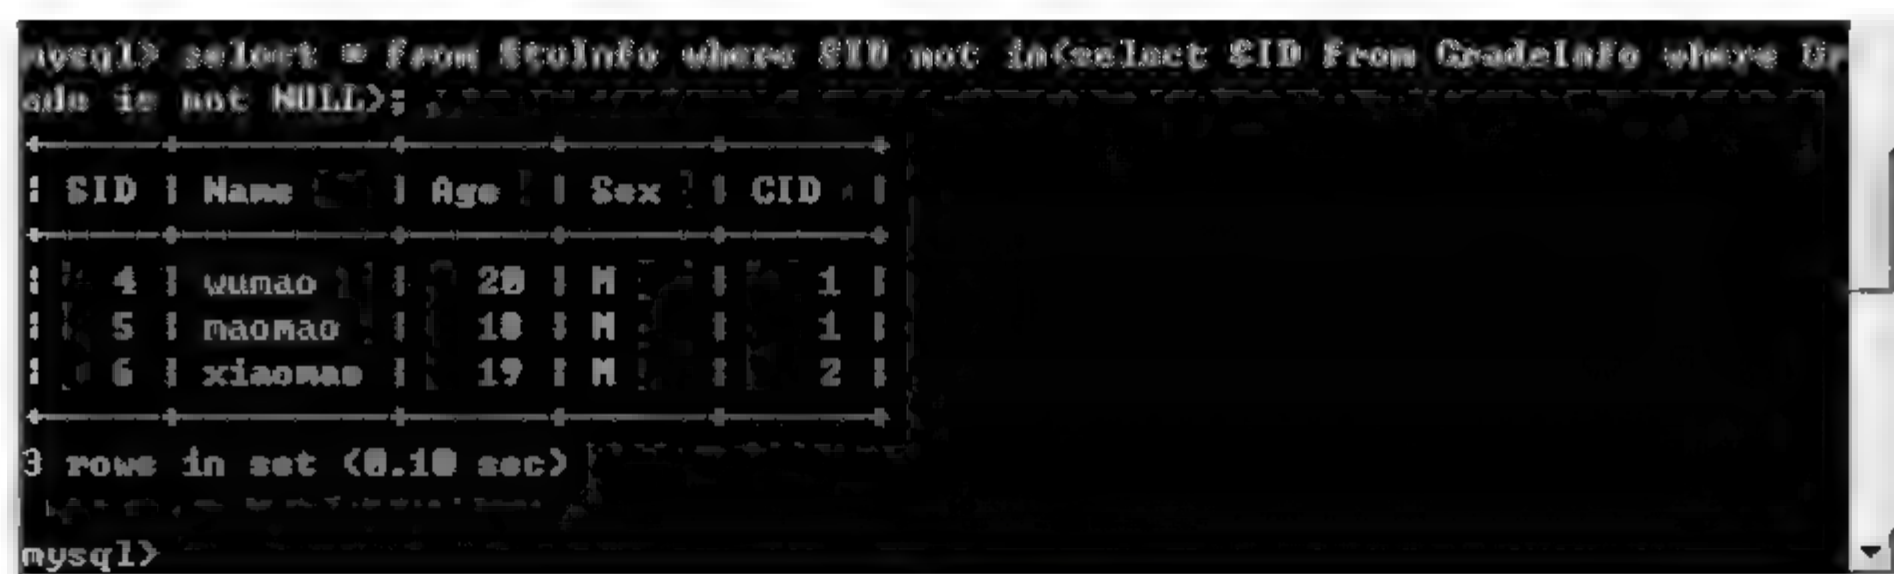 mysql> select * from StuInfo where SID not in(select SID from GradeInfo where Gr
ade is not NULL);
+-----+---------+------+------+------+
| SID | Name | Age | Sex | CID |
+-----+---------+------+------+------+
| 4 | wumao | 20 | M | 1 |
| 5 | maomao | 18 | M | 1 |
| 6 | xiaomao | 19 | M | 2 |
+-----+---------+------+------+------+
3 rows in set (0.10 sec)
mysql>